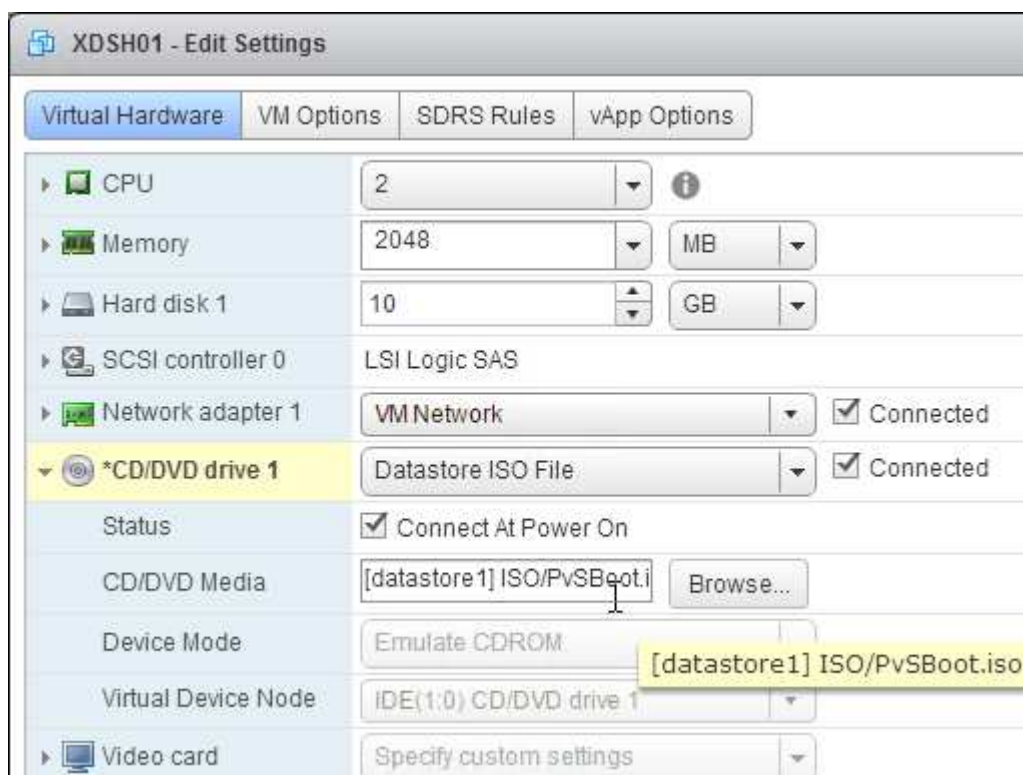 XDSH01 - Edit Settings
Virtual Hardware VM Options SDRS Rules vApp Options
CPU 2
Memory 2048 MB
Hard disk 1 10 GB
SCSI controller 0 LSI Logic SAS
Network adapter 1 VM Network Connected
*CD/DVD drive 1 Datastore ISO File Connected
Status Connect At Power On
CD/DVD Media [datastore1] ISO/PvSBoot.i Browse...
Device Mode Emulate CDROM
[datastore1] ISO/PvSBoot.iso
Virtual Device Node IDE(1:0) CD/DVD drive 1
Video card Specify custom settings